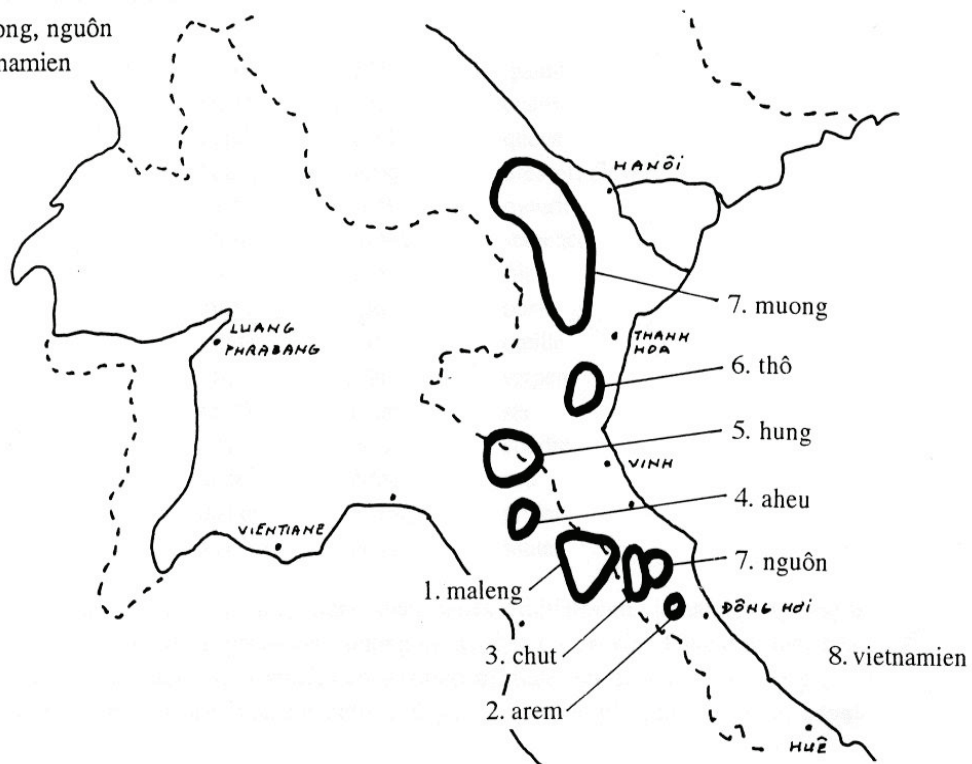 ong, nguôn
namien
HANÔI
7. muong
LUANG
PHRABANG
THANH
HOA
6. thô
5. hung
VINH
4. aheu
VIENTIANE
7. nguôn
1. maleng
ĐÔNG HƠI
3. chut
8. vietnamien
2. arem
HUÊ